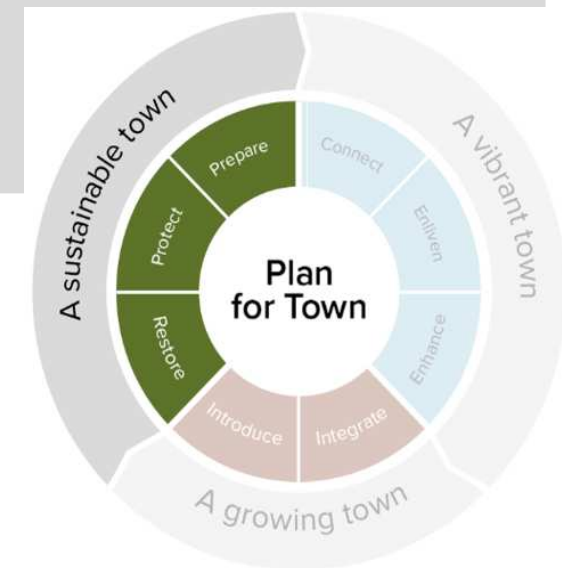 Plan
for Town
A sustainable town
Prepare
Protect
Restore
A vibrant town
Connect
Enliven
Enhance
A growing town
Integrate
Introduce